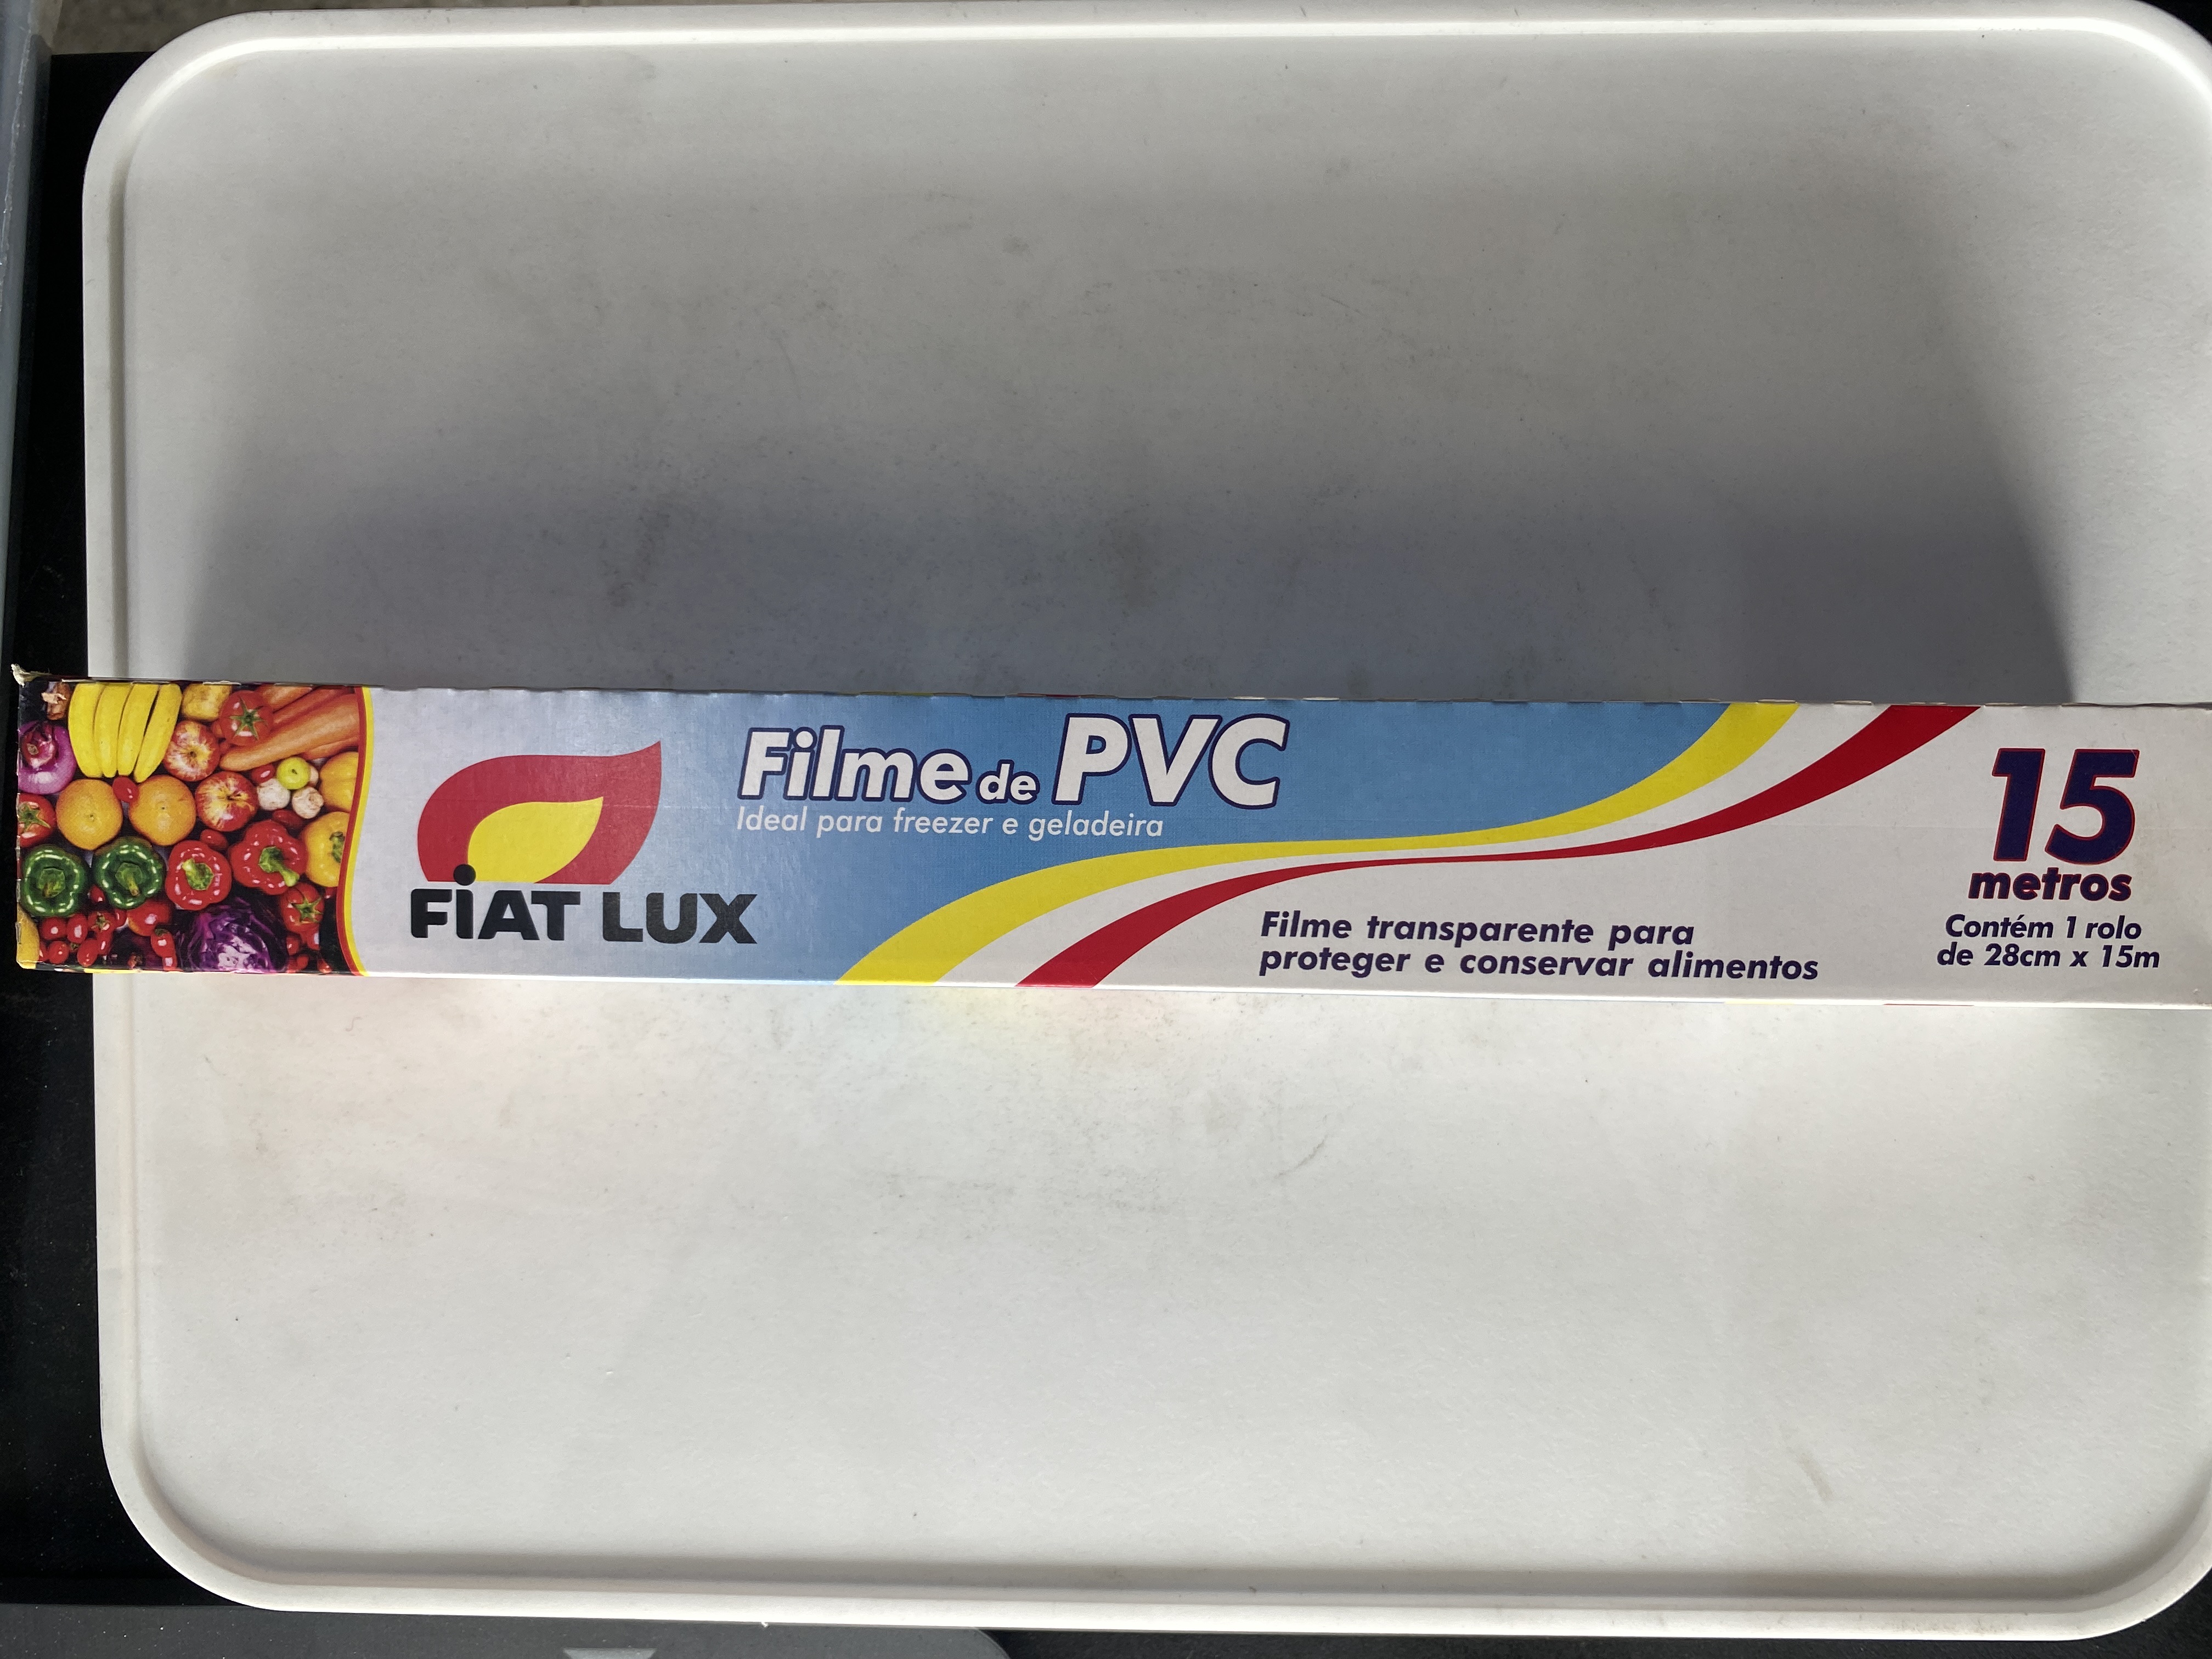 FiAT LUX
Filme de PVC
Ideal para freezer e geladeira
Filme transparente para
proteger e conservar alimentos
15
metros
Contém 1 rolo
de 28cm x 15m